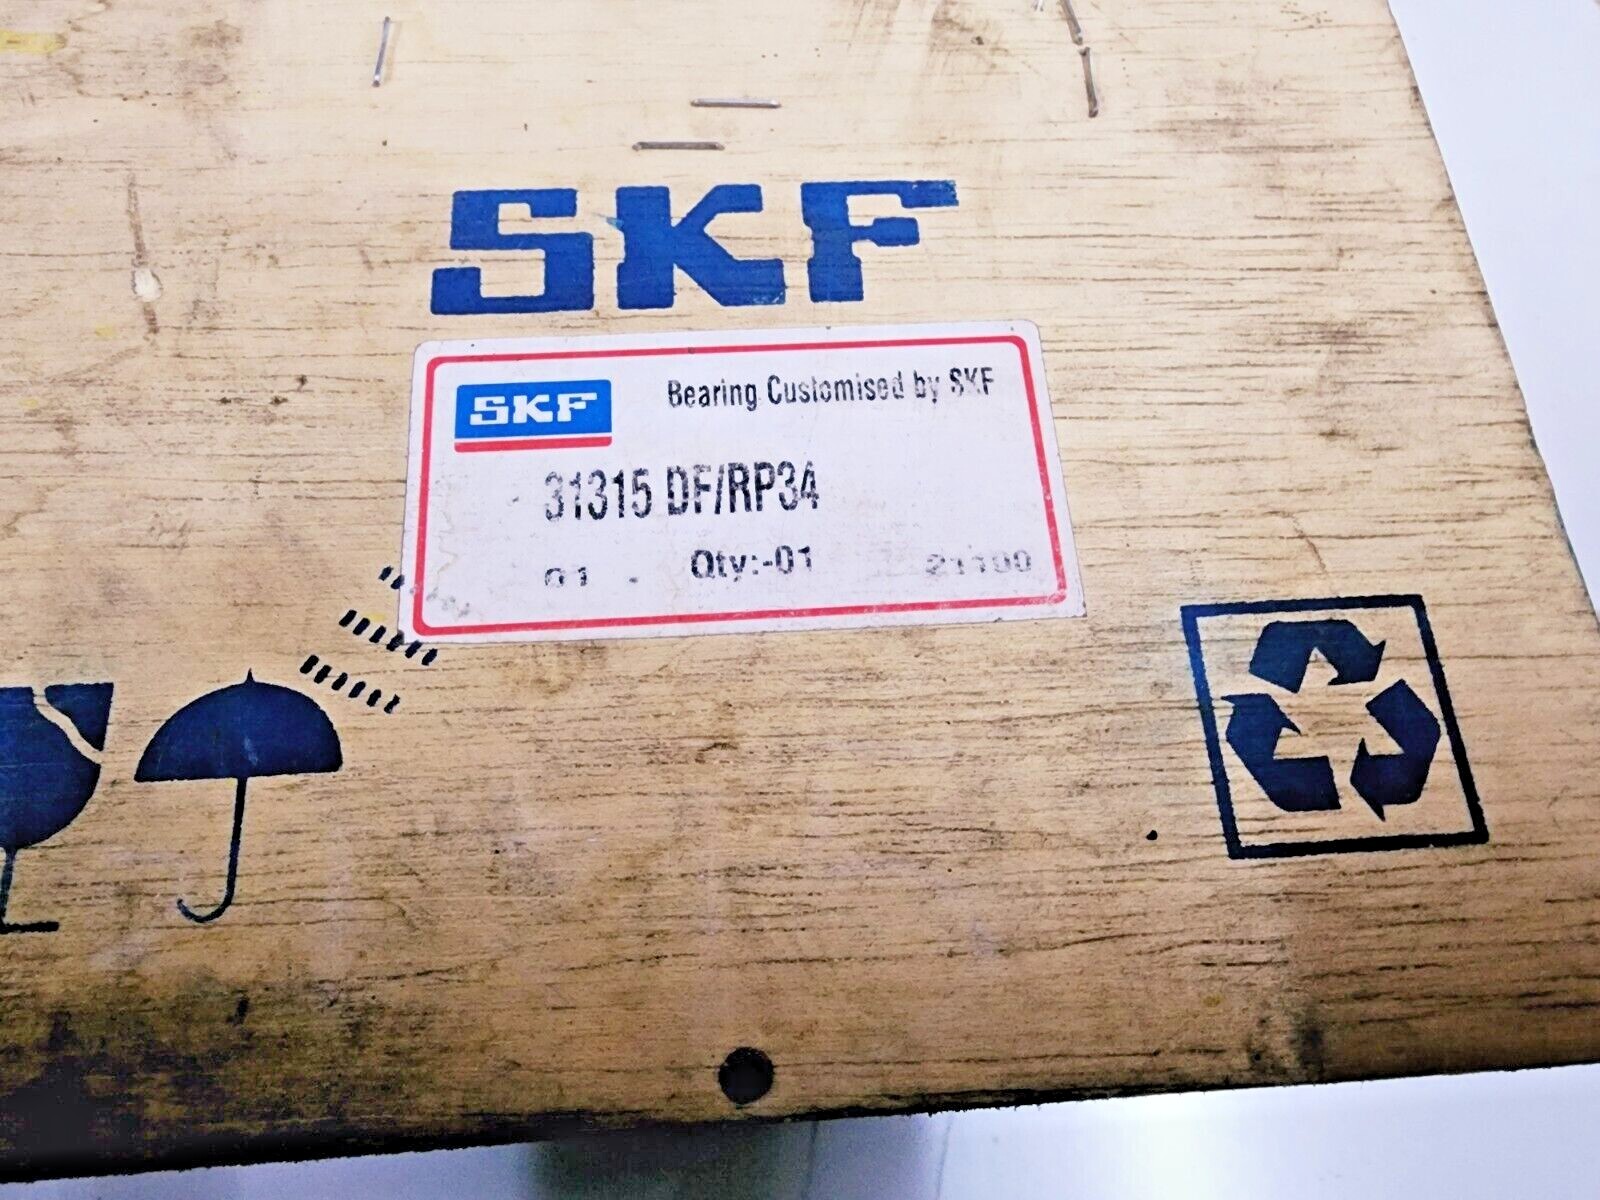 SKF
SKF
Bearing Customised by SKF
31315 DF/RP34
01 - Qty:-01 21100